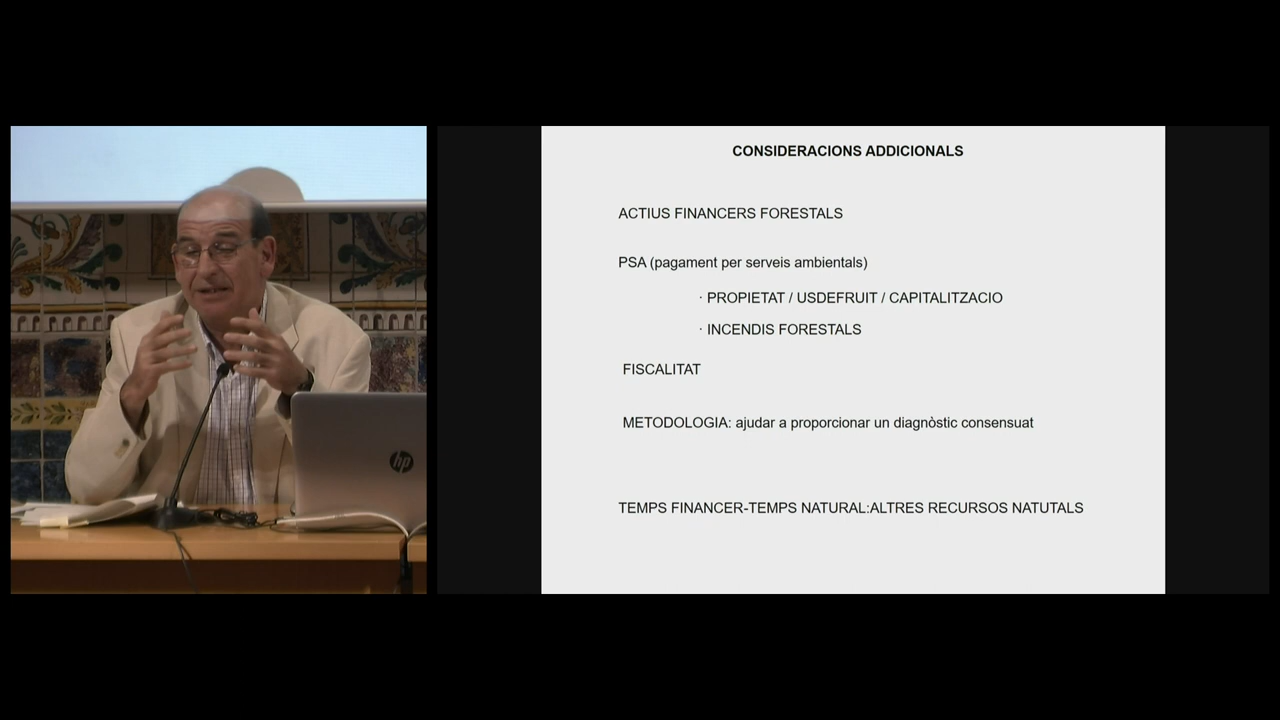 CONSIDERACIONS ADDICIONALS
ACTIUS FINANCERS FORESTALS
PSA (pagament per serveis ambientals)
· PROPIETAT / USDEFRUIT / CAPITALITZACIO
· INCENDIS FORESTALS
FISCALITAT
METODOLOGIA: ajudar a proporcionar un diagnòstic consensuat
TEMPS FINANCER-TEMPS NATURAL:ALTRES RECURSOS NATUTALS
hp